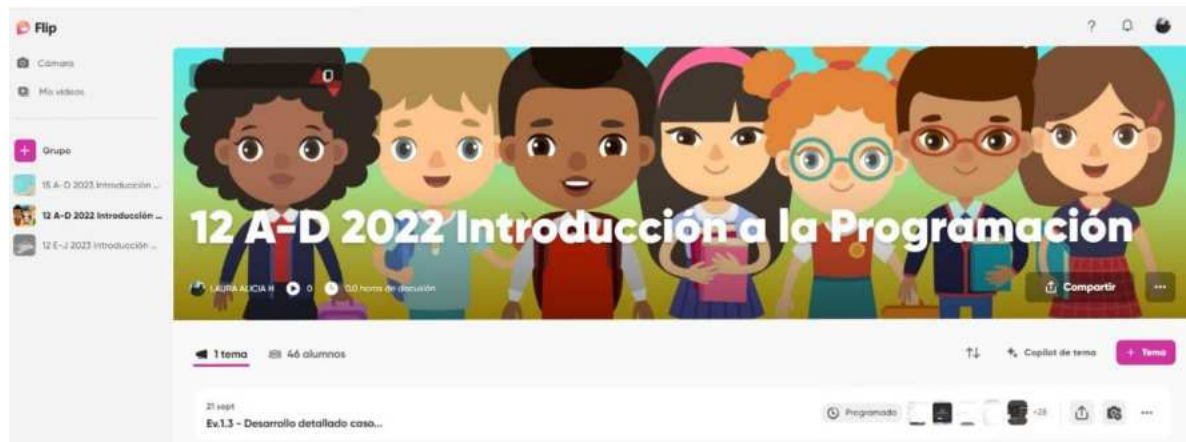 Flip
?
Cámara
Mis videos
Grupo
15 A-D 2023 Introducción ...
12 A-D 2022 Introducción ...
12 E-J 2023 Introducción ...
12 A-D 2022 Introducción a la Programación
LAURA ALICIA H 0 0.0 horas de discusión
Compartir
1 tema 46 alumnos
Copilot de tema
+ Tema
21 sept
Ev.1.3 - Desarrollo detallado caso...
Programado
+28